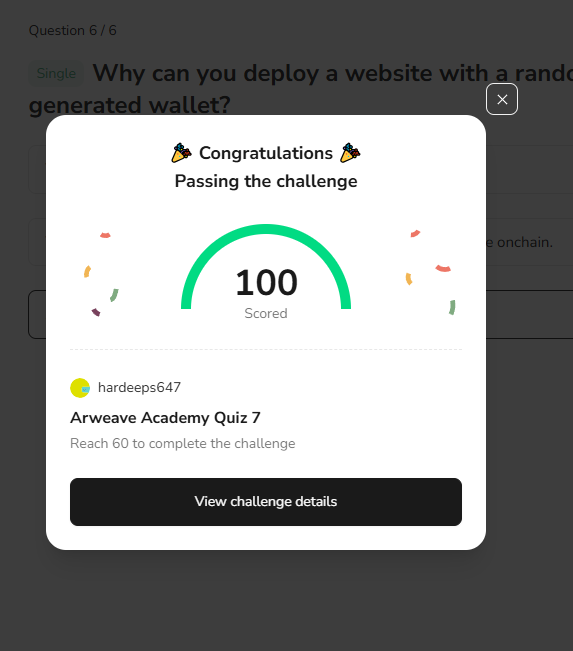 Question 6 / 6
Single Why can you deploy a website with a
generated wallet?
Congratulations
Passing the challenge
e onchain.
100
Scored
hardeeps647
Arweave Academy Quiz 7
Reach 60 to complete the challenge
View challenge details